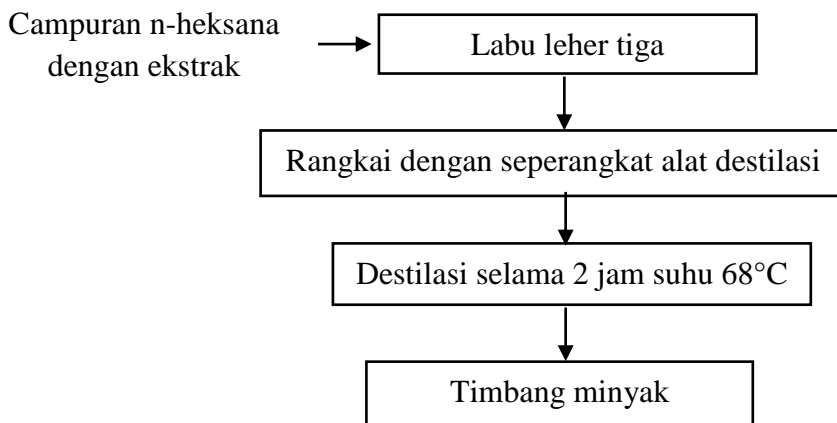 Campuran n-heksana
dengan ekstrak
Labu leher tiga
Rangkai dengan seperangkat alat destilasi
Destilasi selama 2 jam suhu 68°C
Timbang minyak